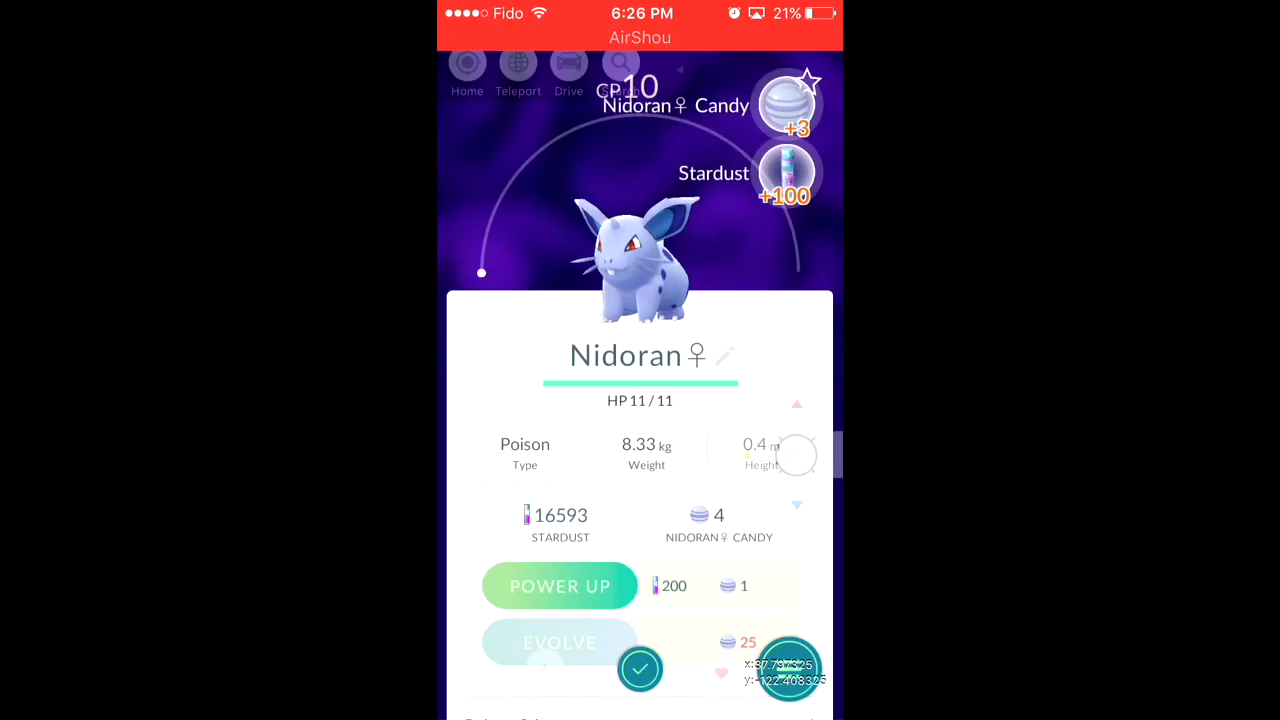 Fido 6:26 PM 21%
AirShou
Home Teleport Drive
CP10
Nidoran♀ Candy
+3
Stardust
+100
Nidoran♀
HP 11 / 11
Poison 8.33 kg 0.4 m
Type Weight Height
16593 4
STARDUST NIDORAN♀ CANDY
POWER UP 200 1
EVOLVE 25
x:37.797325
y:-122.408325